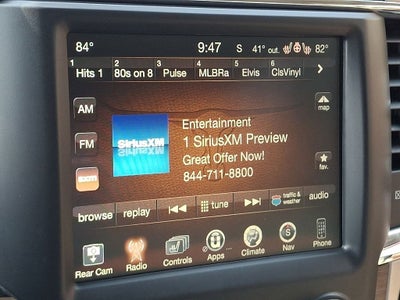 84° 9:47 S 41° out. 82°
1 2 3 4 5 6
Hits 1 80s on 8 Pulse MLBRa Elvis ClsVinyl
AM
FM
SiriusXM
Entertainment
1 SiriusXM Preview
Great Offer Now!
844-711-8800
map
fav.
browse replay tune traffic & weather audio
Rear Cam Radio Controls Apps Climate S Nav Phone